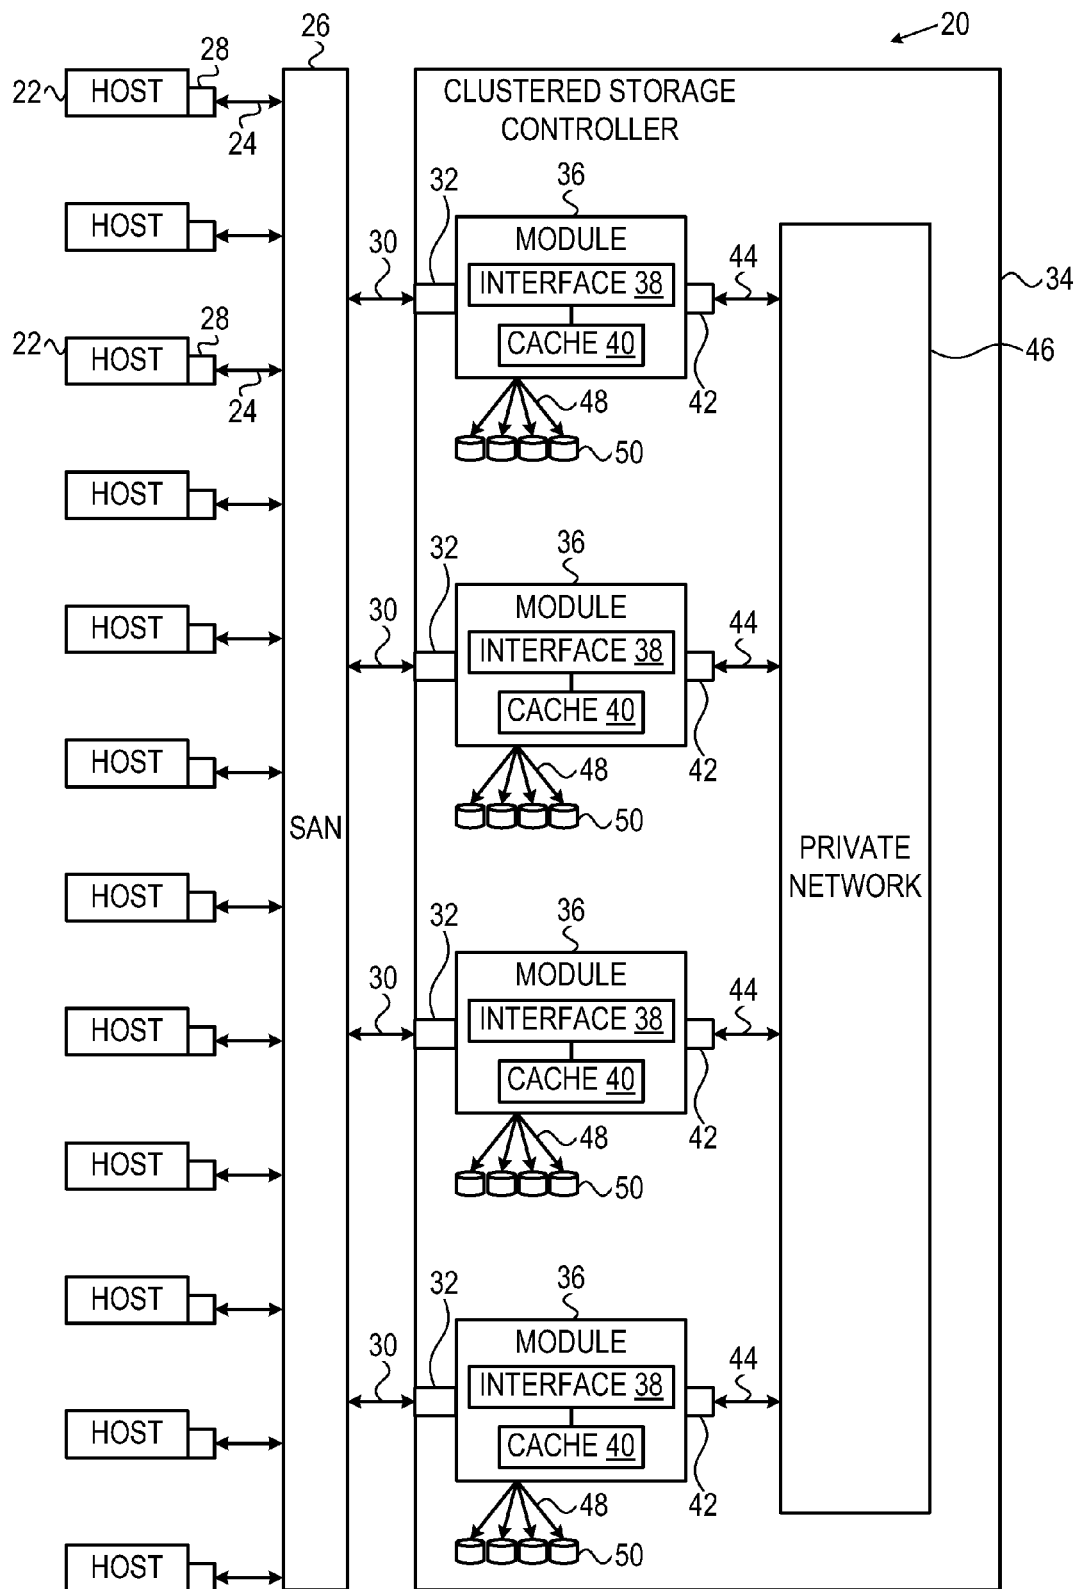 20
26
28
22 HOST
24
CLUSTERED STORAGE
CONTROLLER
HOST
32
36
MODULE
30
INTERFACE 38
44
34
CACHE 40
28
22 HOST
24
46
42
48
50
HOST
32
36
HOST
MODULE
30
INTERFACE 38
44
CACHE 40
HOST
48
42
50
SAN
PRIVATE
NETWORK
HOST
32
36
MODULE
30
INTERFACE 38
44
HOST
CACHE 40
48
42
HOST
50
32
36
HOST
MODULE
30
INTERFACE 38
44
HOST
CACHE 40
48
42
HOST
50